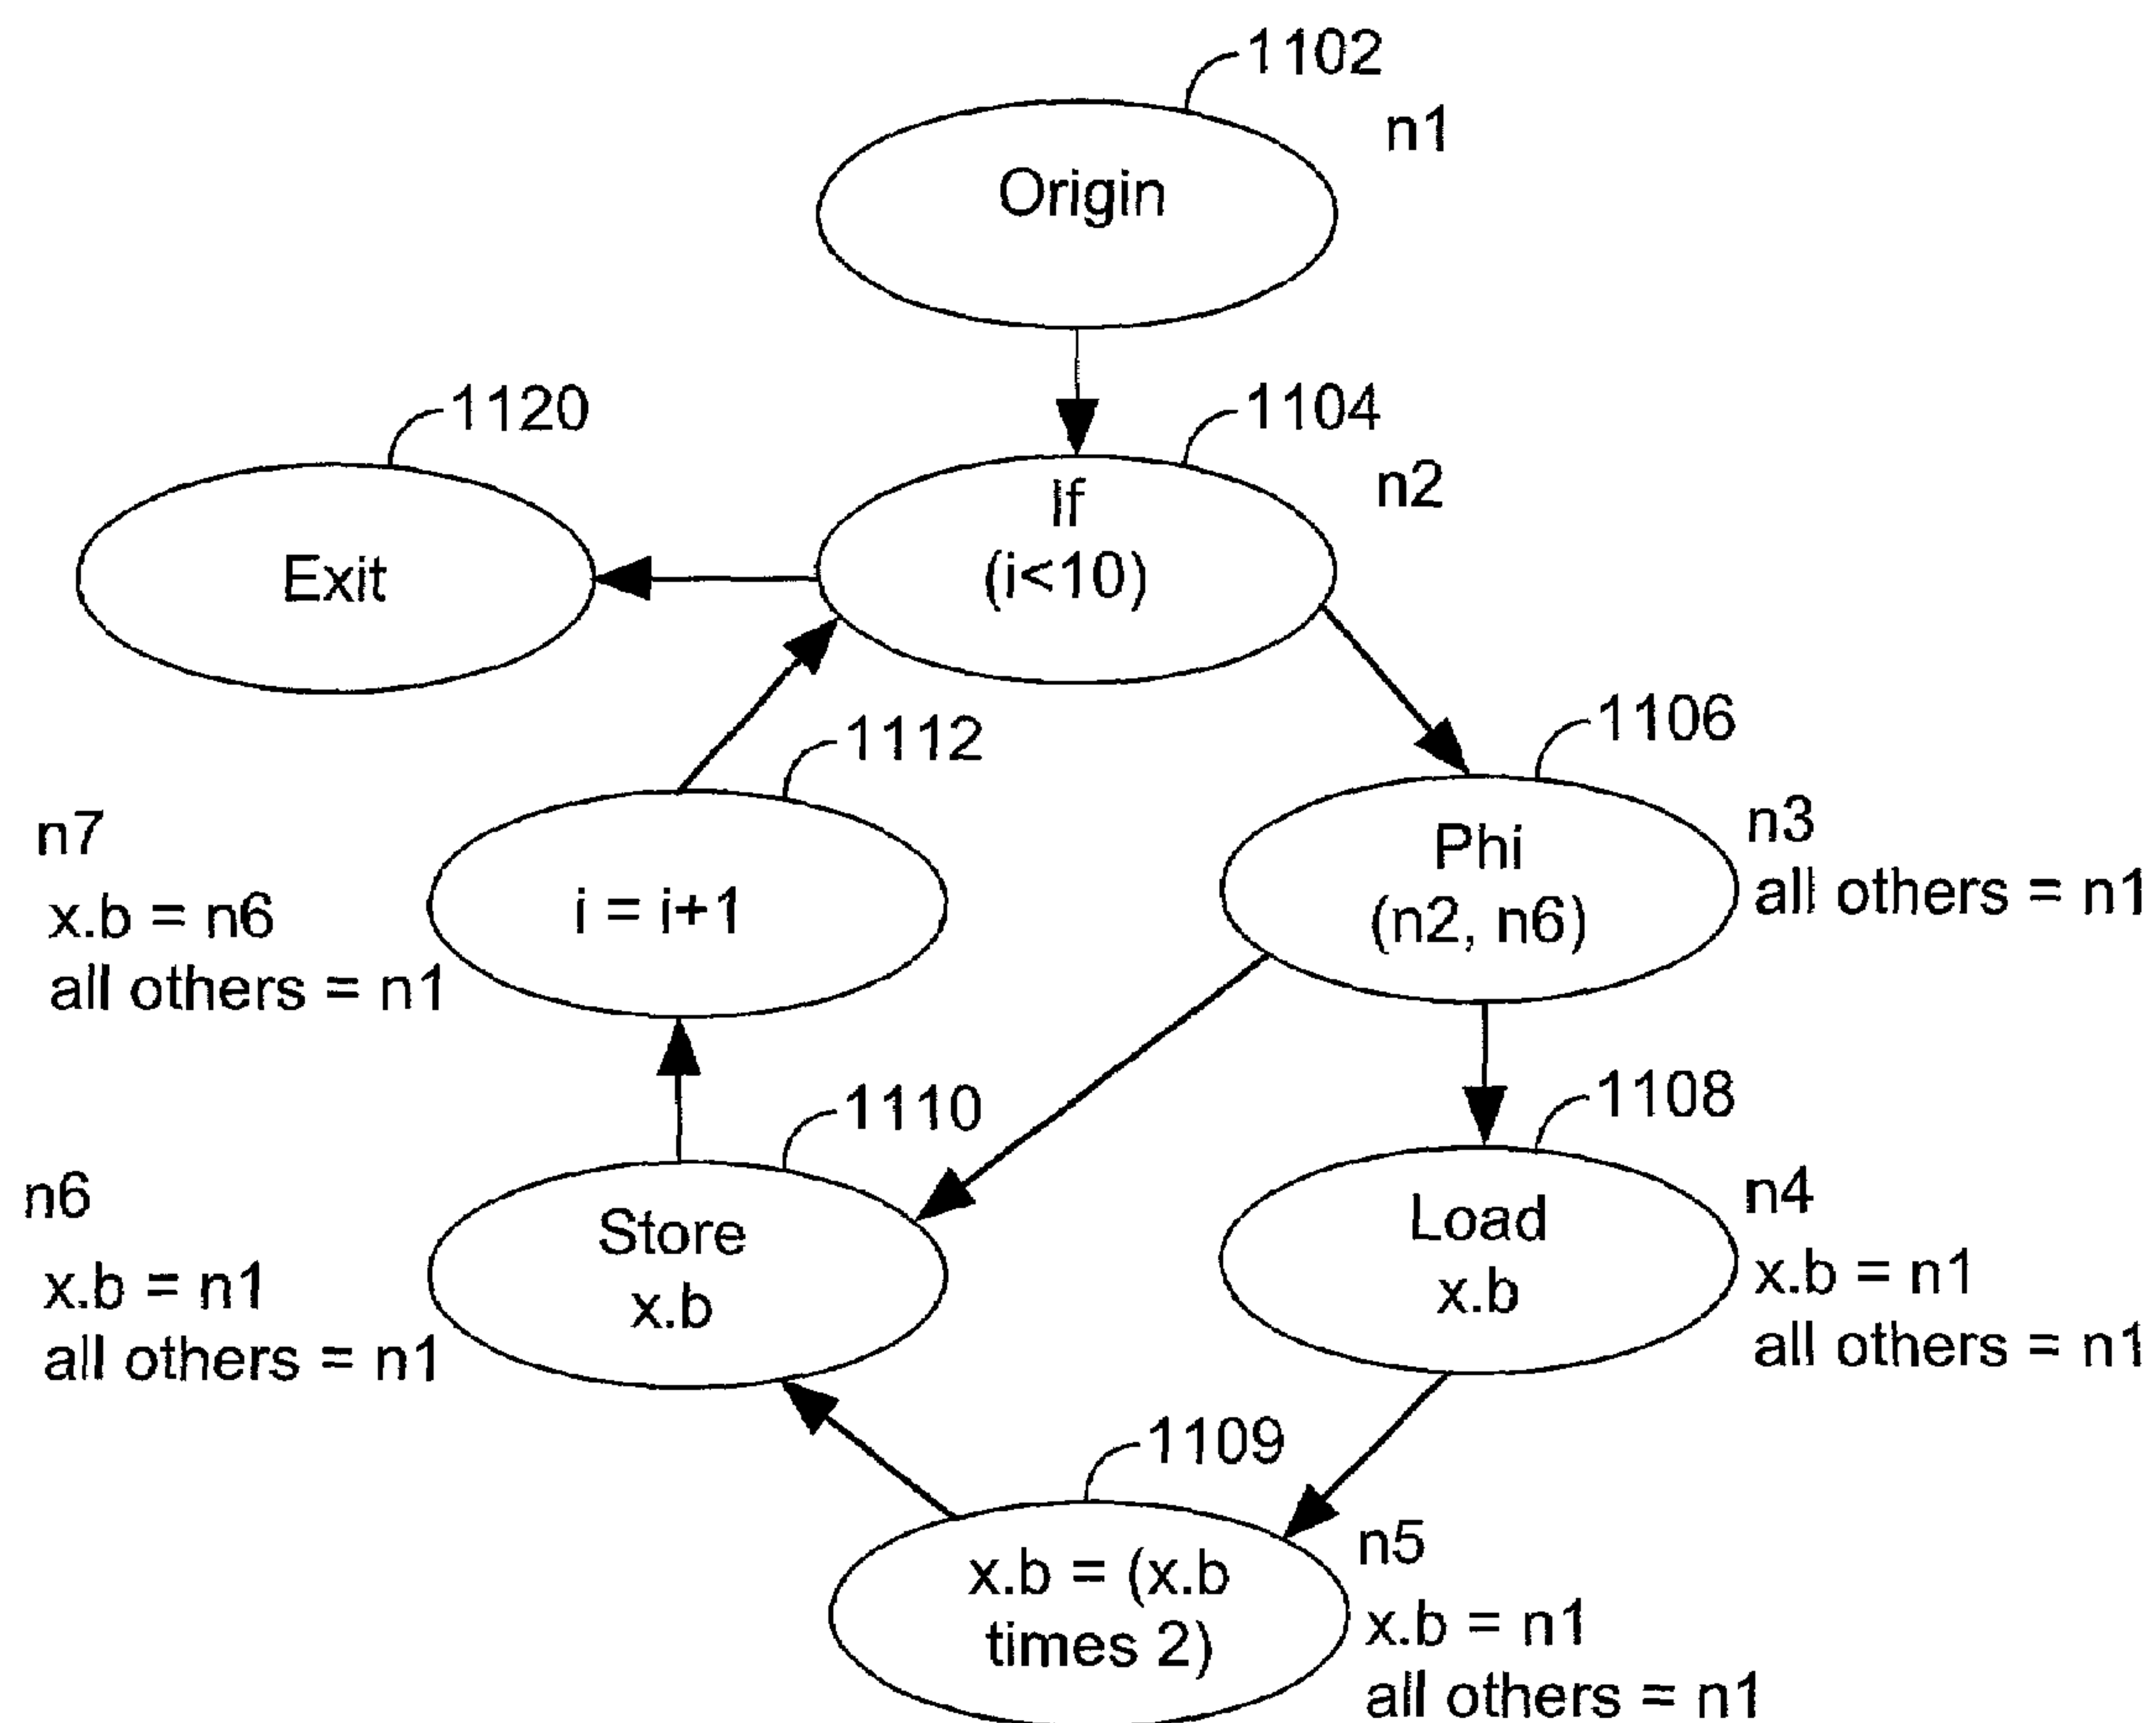 1102
n1
Origin
1120
1104
n2
If
(i<10)
Exit
1106
1112
n3
all others = n1
Phi
(n2, n6)
n7
x.b = n6
all others = n1
i = i+1
1108
1110
n4
x.b = n1
all others = n1
Load
x.b
n6
x.b = n1
all others = n1
Store
x.b
1109
n5
x.b = n1
all others = n1
x.b = (x.b
times 2)